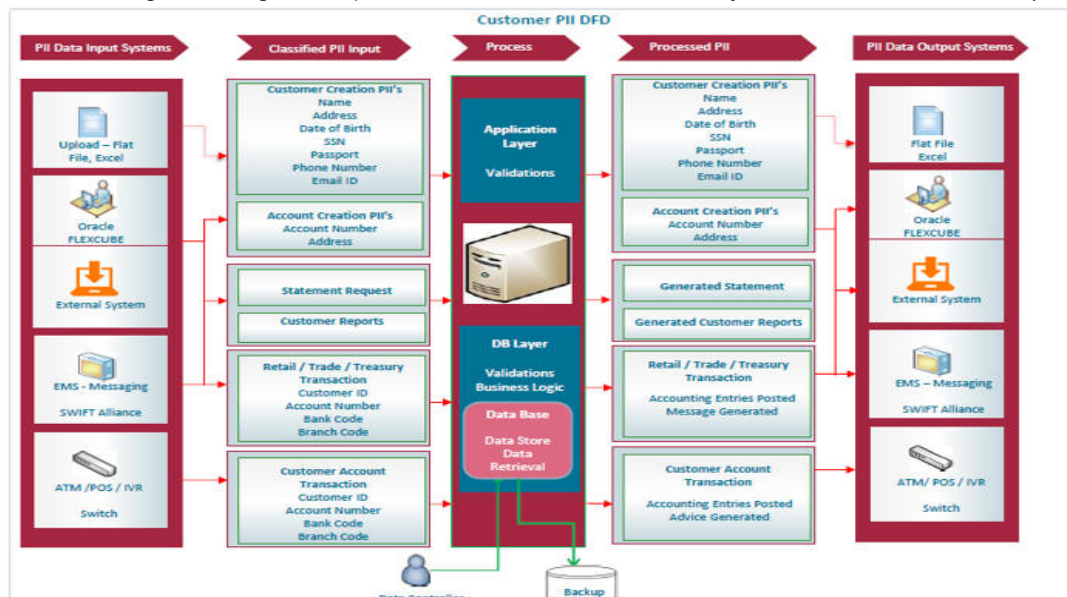 Customer PII DFD
PII Data Input Systems
Classified PII Input
Process
Processed PII
PII Data Output Systems
Upload – Flat
File, Excel
Oracle
FLEXCUBE
External System
EMS - Messaging
SWIFT Alliance
ATM /POS / IVR
Switch
Customer Creation PII's
Name
Address
Date of Birth
SSN
Passport
Phone Number
Email ID
Account Creation PII's
Account Number
Address
Statement Request
Customer Reports
Retail / Trade / Treasury
Transaction
Customer ID
Account Number
Bank Code
Branch Code
Customer Account
Transaction
Customer ID
Account Number
Bank Code
Branch Code
Application
Layer
Validations
DB Layer
Validations
Business Logic
Data Base
Data Store
Data
Retrieval
Customer Creation PII's
Name
Address
Date of Birth
SSN
Passport
Phone Number
Email ID
Account Creation PII's
Account Number
Address
Generated Statement
Generated Customer Reports
Retail / Trade / Treasury
Transaction
Accounting Entries Posted
Message Generated
Customer Account
Transaction
Accounting Entries Posted
Advice Generated
Flat File
Excel
Oracle
FLEXCUBE
External System
EMS – Messaging
SWIFT Alliance
ATM/ POS / IVR
Switch
Data Controller
Backup